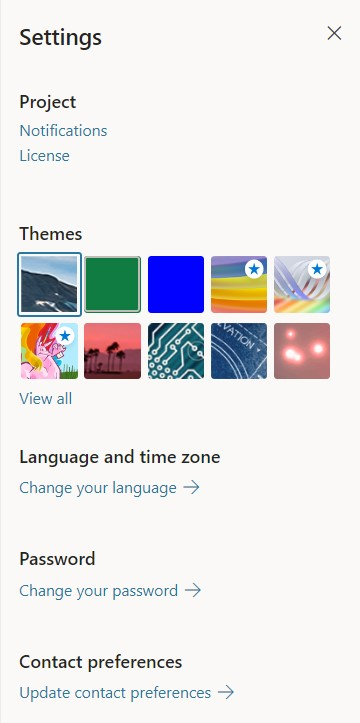 Settings
Project
Notifications
License
Themes
VATION
View all
Language and time zone
Change your language
Password
Change your password
Contact preferences
Update contact preferences